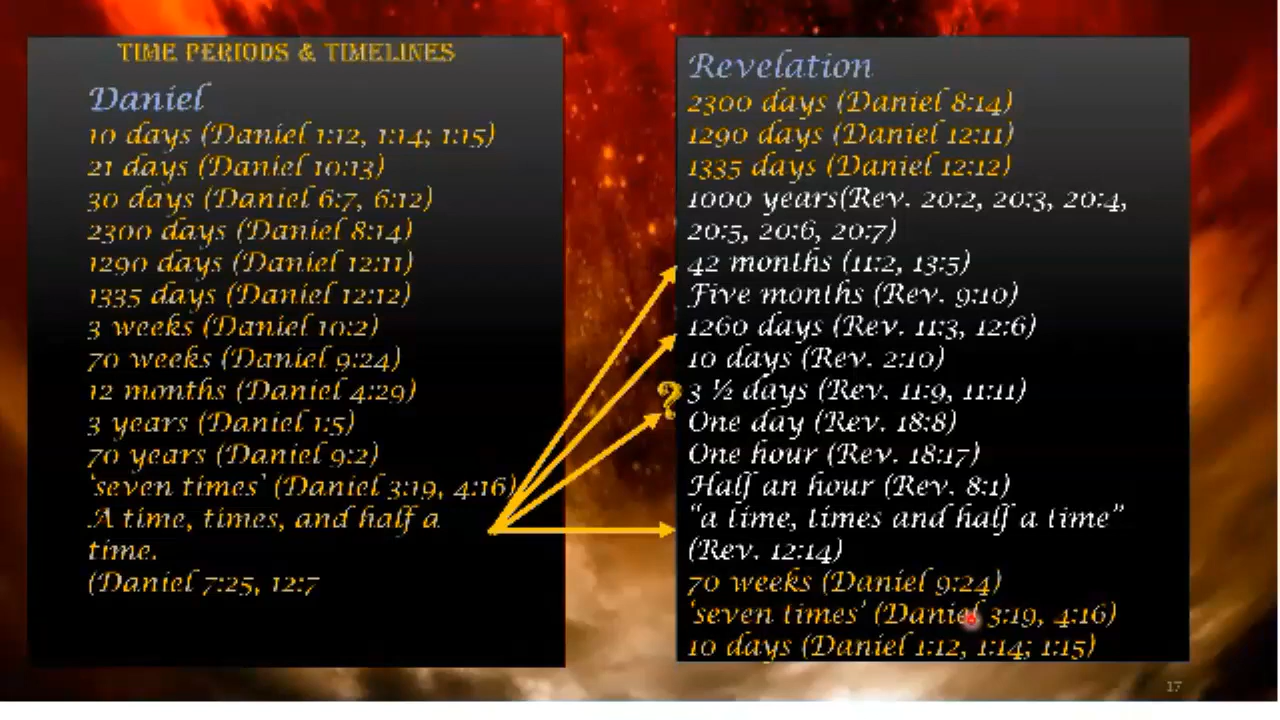 TIME PERIODS & TIMELINES
Daniel
10 days (Daniel 1:12, 1:14; 1:15)
21 days (Daniel 10:13)
30 days (Daniel 6:7, 6:12)
2300 days (Daniel 8:14)
1290 days (Daniel 12:11)
1335 days (Daniel 12:12)
3 weeks (Daniel 10:2)
70 weeks (Daniel 9:24)
12 months (Daniel 4:29)
3 years (Daniel 1:5)
70 years (Daniel 9:2)
‘seven times’ (Daniel 3:19, 4:16)
A time, times, and half a
time.
(Daniel 7:25, 12:7
?
Revelation
2300 days (Daniel 8:14)
1290 days (Daniel 12:11)
1335 days (Daniel 12:12)
1000 years(Rev. 20:2, 20:3, 20:4,
20:5, 20:6, 20:7)
42 months (11:2, 13:5)
Five months (Rev. 9:10)
1260 days (Rev. 11:3, 12:6)
10 days (Rev. 2:10)
3 ½ days (Rev. 11:9, 11:11)
One day (Rev. 18:8)
One hour (Rev. 18:17)
Half an hour (Rev. 8:1)
“a time, times and half a time”
(Rev. 12:14)
70 weeks (Daniel 9:24)
‘seven times’ (Daniel 3:19, 4:16)
10 days (Daniel 1:12, 1:14; 1:15)
17